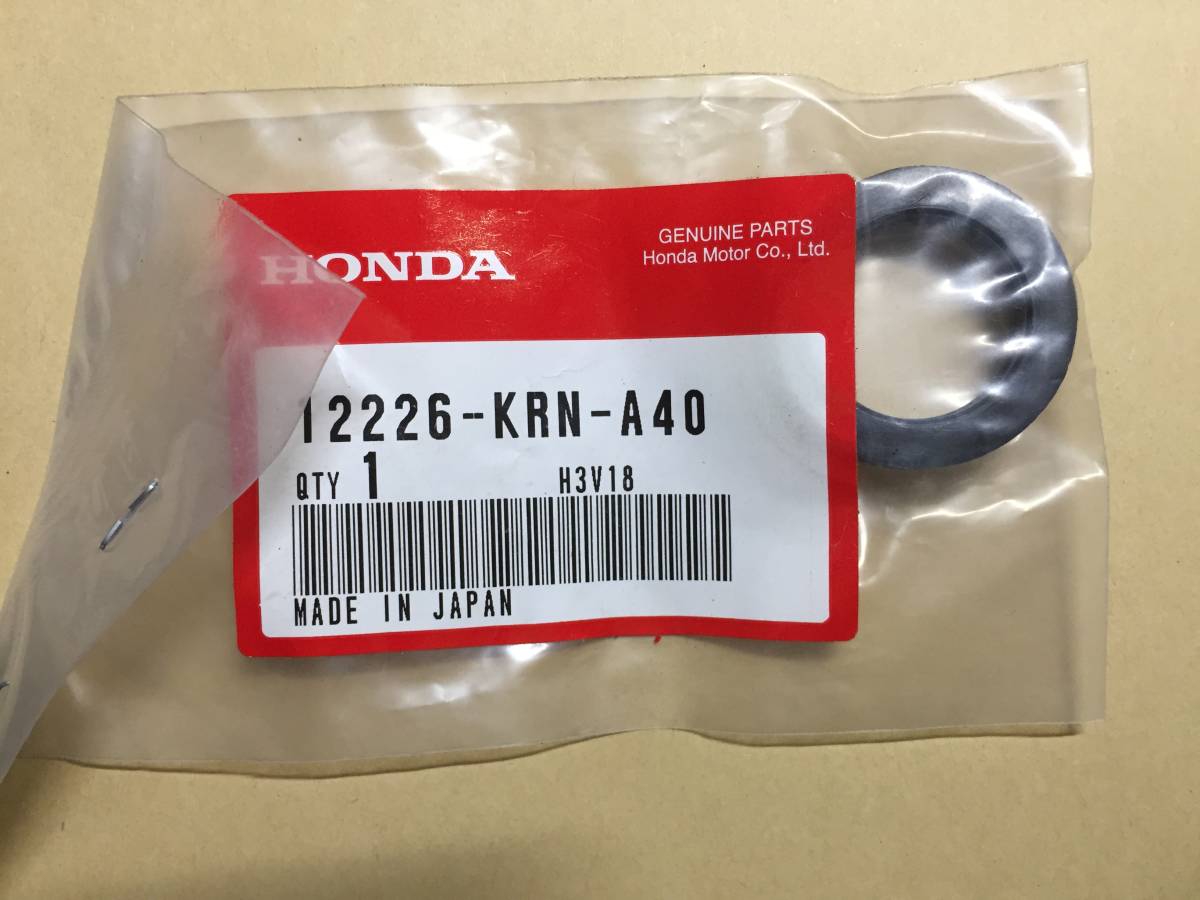 HONDA
GENUINE PARTS
Honda Motor Co., Ltd.
12226-KRN-A40
QTY 1 H3V18
MADE IN JAPAN